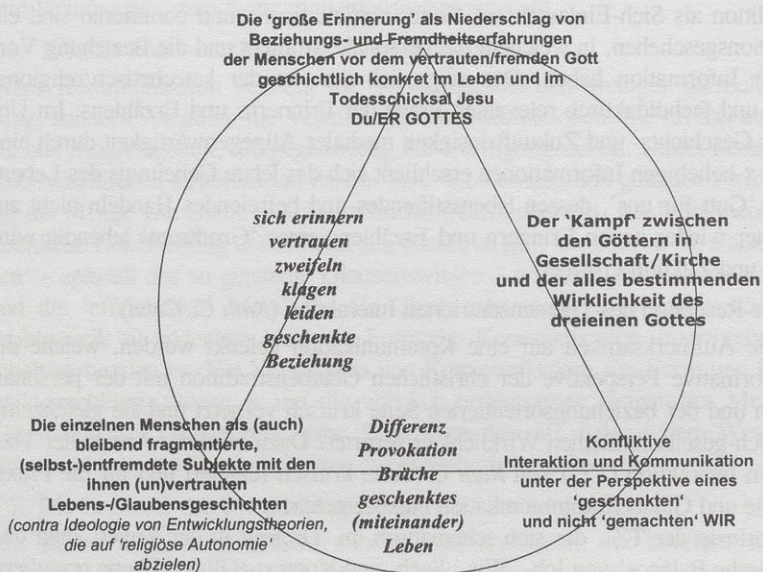 Die 'große Erinnerung' als Niederschlag von
Beziehungs- und Fremdheitserfahrungen
der Menschen vor dem vertrauten/fremden Gott
geschichtlich konkret im Leben und im
Todesschicksal Jesu
Du/ER GOTTES
sich erinnern
vertrauen
zweifeln
klagen
leiden
geschenkte
Beziehung
Der 'Kampf' zwischen
den Göttern in
Gesellschaft/Kirche
und der alles bestimmenden
Wirklichkeit des
dreieinen Gottes
Die einzelnen Menschen als (auch)
bleibend fragmentierte,
(selbst-)entfremdete Subjekte mit den
ihnen (un)vertrauten
Lebens-/Glaubensgeschichten
(contra Ideologie von Entwicklungstheorien,
die auf 'religiöse Autonomie'
abzielen)
Differenz
Provokation
Brüche
geschenktes
(miteinander)
Leben
Konfliktive
Interaktion und Kommunikation
unter der Perspektive eines
'geschenkten'
und nicht 'gemachten' WIR